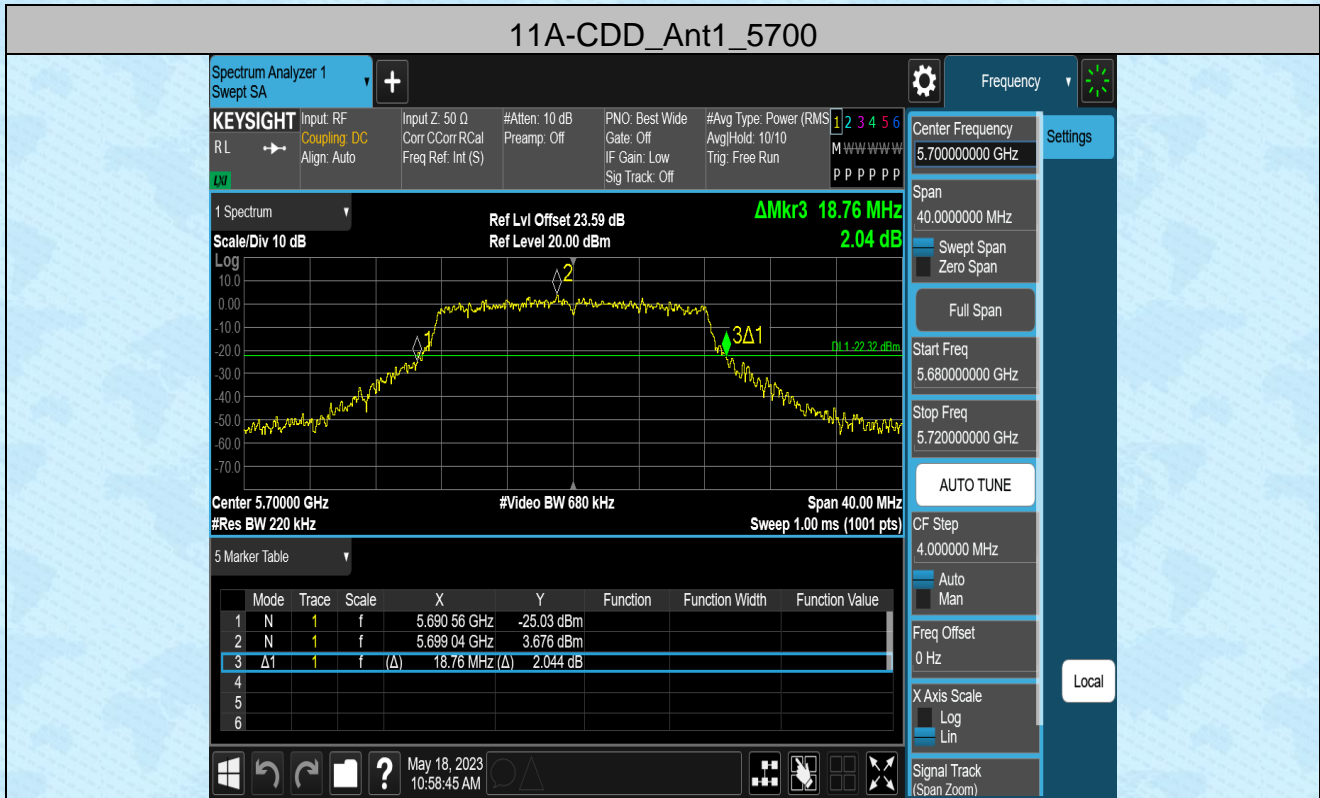 11A-CDD_Ant1_5700
Spectrum Analyzer 1
Swept SA
+
Frequency
KEYSIGHT
RL
LXI
Input: RF
Coupling: DC
Align: Auto
Input Z: 50 Ω
Corr CCorr RCal
Freq Ref: Int (S)
#Atten: 10 dB
Preamp: Off
PNO: Best Wide
Gate: Off
IF Gain: Low
Sig Track: Off
#Avg Type: Power (RMS
Avg|Hold: 10/10
Trig: Free Run
1 2 3 4 5 6
M W W W W W
P P P P P P
1 Spectrum
Scale/Div 10 dB
Ref Lvl Offset 23.59 dB
Ref Level 20.00 dBm
ΔMkr3 18.76 MHz
2.04 dB
Log
10.0
0.00
-10.0
-20.0
-30.0
-40.0
-50.0
-60.0
-70.0
1
2
3Δ1
DL1 -22.32 dBm
Center 5.70000 GHz
#Video BW 680 kHz
Span 40.00 MHz
#Res BW 220 kHz
Sweep 1.00 ms (1001 pts)
5 Marker Table
Mode Trace Scale X Y Function Function Width Function Value
1 N 1 f 5.690 56 GHz -25.03 dBm
2 N 1 f 5.699 04 GHz 3.676 dBm
3 Δ1 1 f (Δ) 18.76 MHz (Δ) 2.044 dB
4
5
6
?
May 18, 2023
10:58:45 AM
Center Frequency
5.700000000 GHz
Settings
Span
40.0000000 MHz
Swept Span
Zero Span
Full Span
Start Freq
5.680000000 GHz
Stop Freq
5.720000000 GHz
AUTO TUNE
CF Step
4.000000 MHz
Auto
Man
Freq Offset
0 Hz
X Axis Scale
Log
Lin
Local
Signal Track
(Span Zoom)